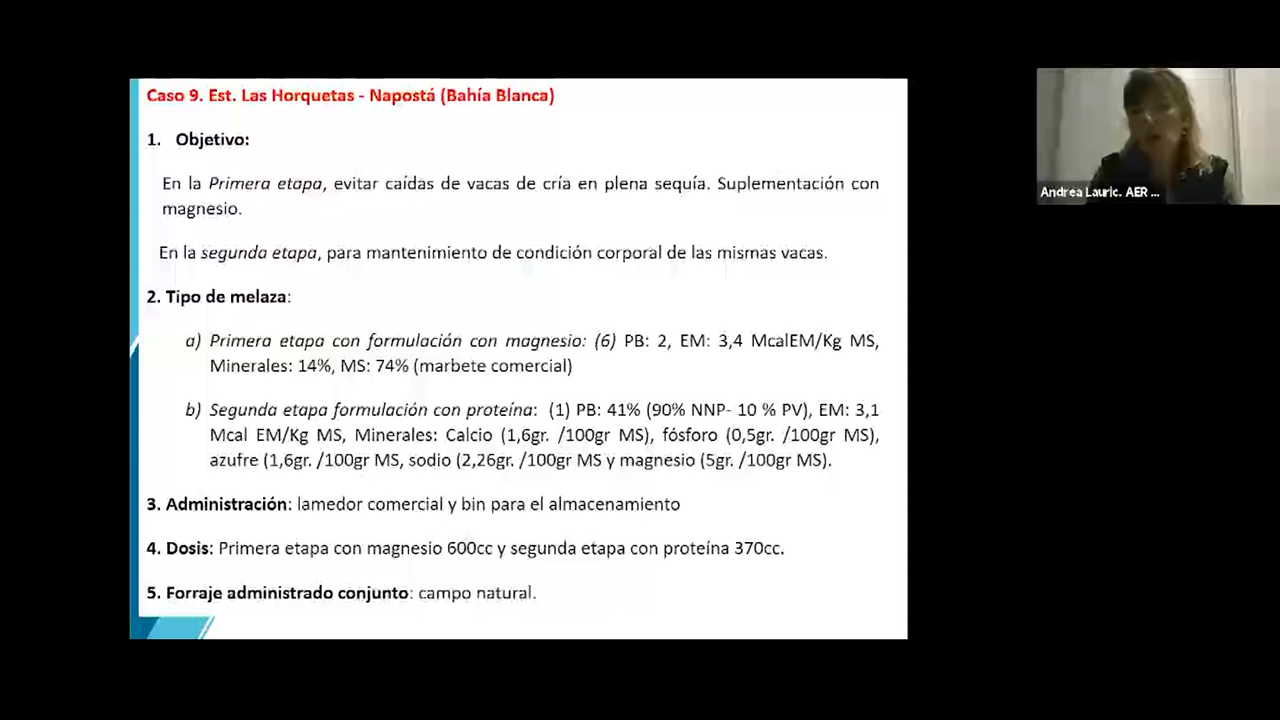 Caso 9. Est. Las Horquetas - Napostá (Bahía Blanca)
1. Objetivo:
En la Primera etapa, evitar caídas de vacas de cría en plena sequía. Suplementación con
magnesio.
En la segunda etapa, para mantenimiento de condición corporal de las mismas vacas.
2. Tipo de melaza:
a) Primera etapa con formulación con magnesio: (6) PB: 2, EM: 3,4 McalEM/Kg MS,
Minerales: 14%, MS: 74% (marbete comercial)
b) Segunda etapa formulación con proteína: (1) PB: 41% (90% NNP- 10 % PV), EM: 3,1
Mcal EM/Kg MS, Minerales: Calcio (1,6gr. /100gr MS), fósforo (0,5gr. /100gr MS),
azufre (1,6gr. /100gr MS, sodio (2,26gr. /100gr MS y magnesio (5gr. /100gr MS).
3. Administración: lamedor comercial y bin para el almacenamiento
4. Dosis: Primera etapa con magnesio 600cc y segunda etapa con proteína 370cc.
5. Forraje administrado conjunto: campo natural.
Andrea Lauric. AER ...